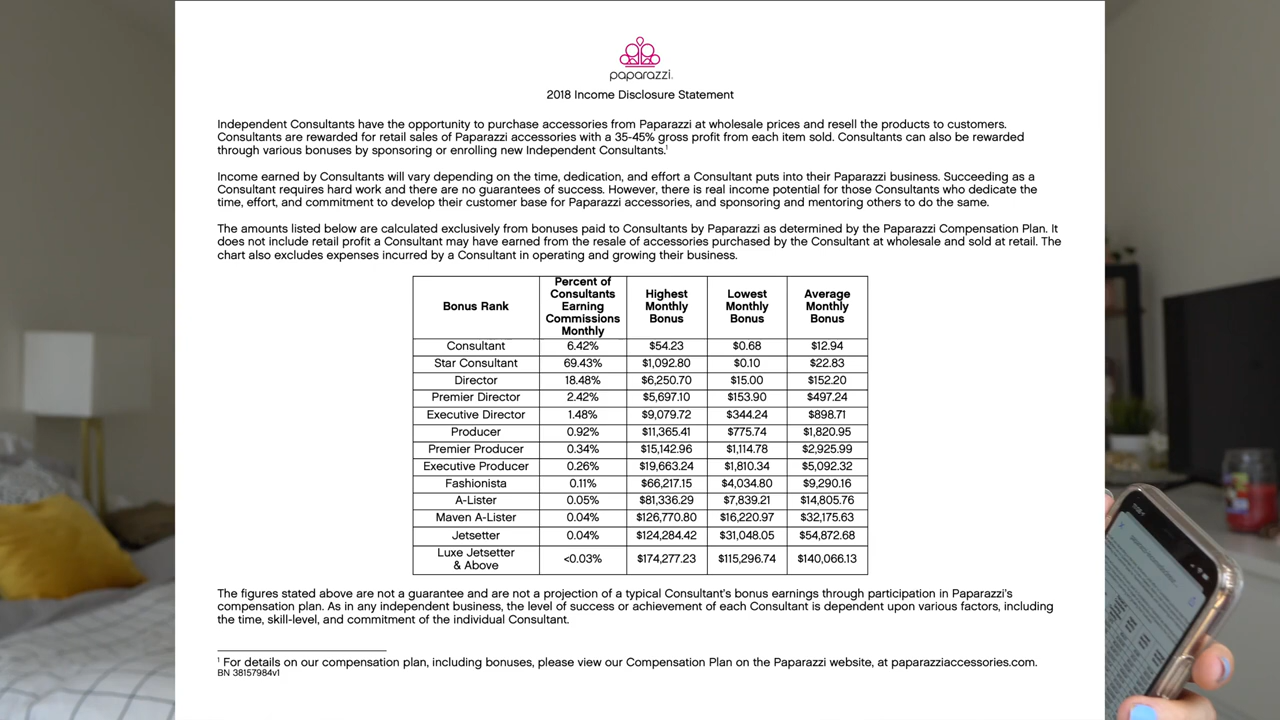 paparazzi.
2018 Income Disclosure Statement
Independent Consultants have the opportunity to purchase accessories from Paparazzi at wholesale prices and resell the products to customers.
Consultants are rewarded for retail sales of Paparazzi accessories with a 35-45% gross profit from each item sold. Consultants can also be rewarded
through various bonuses by sponsoring or enrolling new Independent Consultants.¹
Income earned by Consultants will vary depending on the time, dedication, and effort a Consultant puts into their Paparazzi business. Succeeding as a
Consultant requires hard work and there are no guarantees of success. However, there is real income potential for those Consultants who dedicate the
time, effort, and commitment to develop their customer base for Paparazzi accessories, and sponsoring and mentoring others to do the same.
The amounts listed below are calculated exclusively from bonuses paid to Consultants by Paparazzi as determined by the Paparazzi Compensation Plan. It
does not include retail profit a Consultant may have earned from the resale of accessories purchased by the Consultant at wholesale and sold at retail. The
chart also excludes expenses incurred by a Consultant in operating and growing their business.
Bonus Rank Percent of Consultants Earning Commissions Monthly Highest Monthly Bonus Lowest Monthly Bonus Average Monthly Bonus
Consultant 6.42% $54.23 $0.68 $12.94
Star Consultant 69.43% $1,092.80 $0.10 $22.83
Director 18.48% $6,250.70 $15.00 $152.20
Premier Director 2.42% $5,697.10 $153.90 $497.24
Executive Director 1.48% $9,079.72 $344.24 $898.71
Producer 0.92% $11,365.41 $775.74 $1,820.95
Premier Producer 0.34% $15,142.96 $1,114.78 $2,925.99
Executive Producer 0.26% $19,663.24 $1,810.34 $5,092.32
Fashionista 0.11% $66,217.15 $4,034.80 $9,290.16
A-Lister 0.05% $81,336.29 $7,839.21 $14,805.76
Maven A-Lister 0.04% $126,770.80 $16,220.97 $32,175.63
Jetsetter 0.04% $124,284.42 $31,048.05 $54,872.68
Luxe Jetsetter & Above <0.03% $174,277.23 $115,296.74 $140,066.13
The figures stated above are not a guarantee and are not a projection of a typical Consultant's bonus earnings through participation in Paparazzi's
compensation plan. As in any independent business, the level of success or achievement of each Consultant is dependent upon various factors, including
the time, skill-level, and commitment of the individual Consultant.
¹ For details on our compensation plan, including bonuses, please view our Compensation Plan on the Paparazzi website, at paparazziaccessories.com.
BN 38157984v1